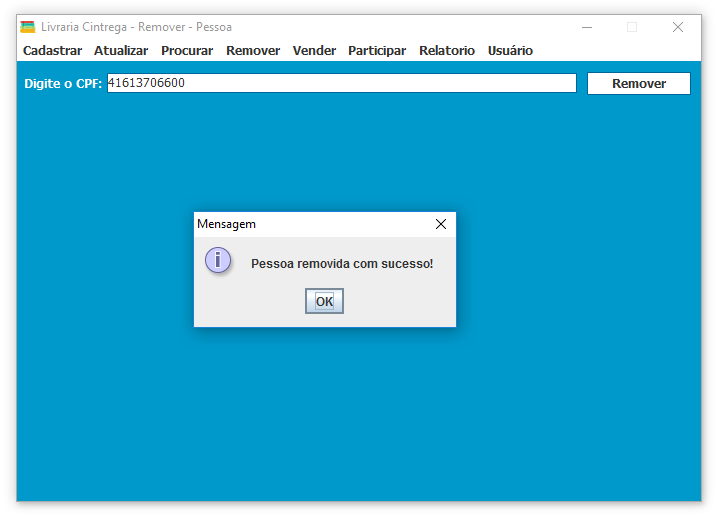 Livraria Cintrega - Remover - Pessoa
Cadastrar Atualizar Procurar Remover Vender Participar Relatorio Usuário
Digite o CPF: 41613706600 Remover
Mensagem
i
Pessoa removida com sucesso!
OK